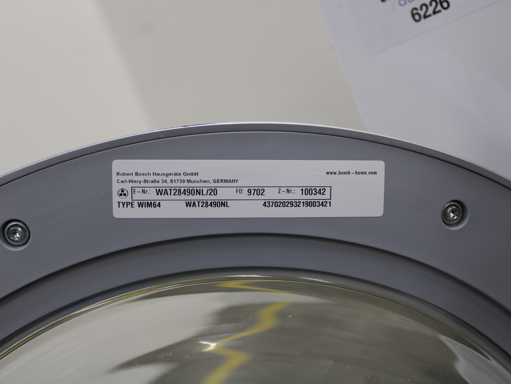 6226
Robert Bosch Hausgeräte GmbH
Carl-Wery-Straße 34, 81739 München, GERMANY
www.bosch-home.com
E-Nr.: WAT28490NL/20 FD: 9702 Z-Nr.: 100342
TYPE WIM64 WAT28490NL 437020293219003421